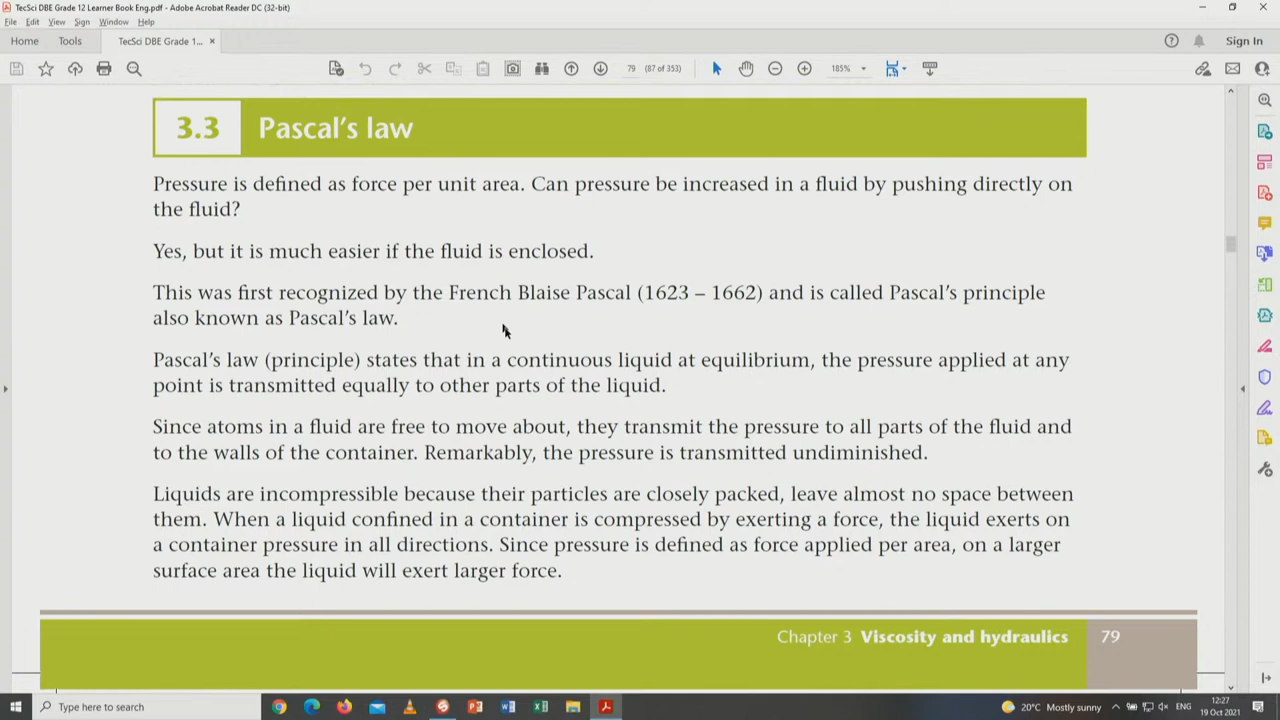 TecSci DBE Grade 12 Learner Book Eng.pdf - Adobe Acrobat Reader DC (32-bit)
File Edit View Sign Window Help
Home Tools TecSci DBE Grade 1... × Sign In
79 (87 of 353) 185%
3.3 Pascal's law
Pressure is defined as force per unit area. Can pressure be increased in a fluid by pushing directly on
the fluid?
Yes, but it is much easier if the fluid is enclosed.
This was first recognized by the French Blaise Pascal (1623 – 1662) and is called Pascal's principle
also known as Pascal's law.
Pascal's law (principle) states that in a continuous liquid at equilibrium, the pressure applied at any
point is transmitted equally to other parts of the liquid.
Since atoms in a fluid are free to move about, they transmit the pressure to all parts of the fluid and
to the walls of the container. Remarkably, the pressure is transmitted undiminished.
Liquids are incompressible because their particles are closely packed, leave almost no space between
them. When a liquid confined in a container is compressed by exerting a force, the liquid exerts on
a container pressure in all directions. Since pressure is defined as force applied per area, on a larger
surface area the liquid will exert larger force.
Chapter 3 Viscosity and hydraulics 79
Type here to search 20°C Mostly sunny ENG 12:27
19 Oct 2021